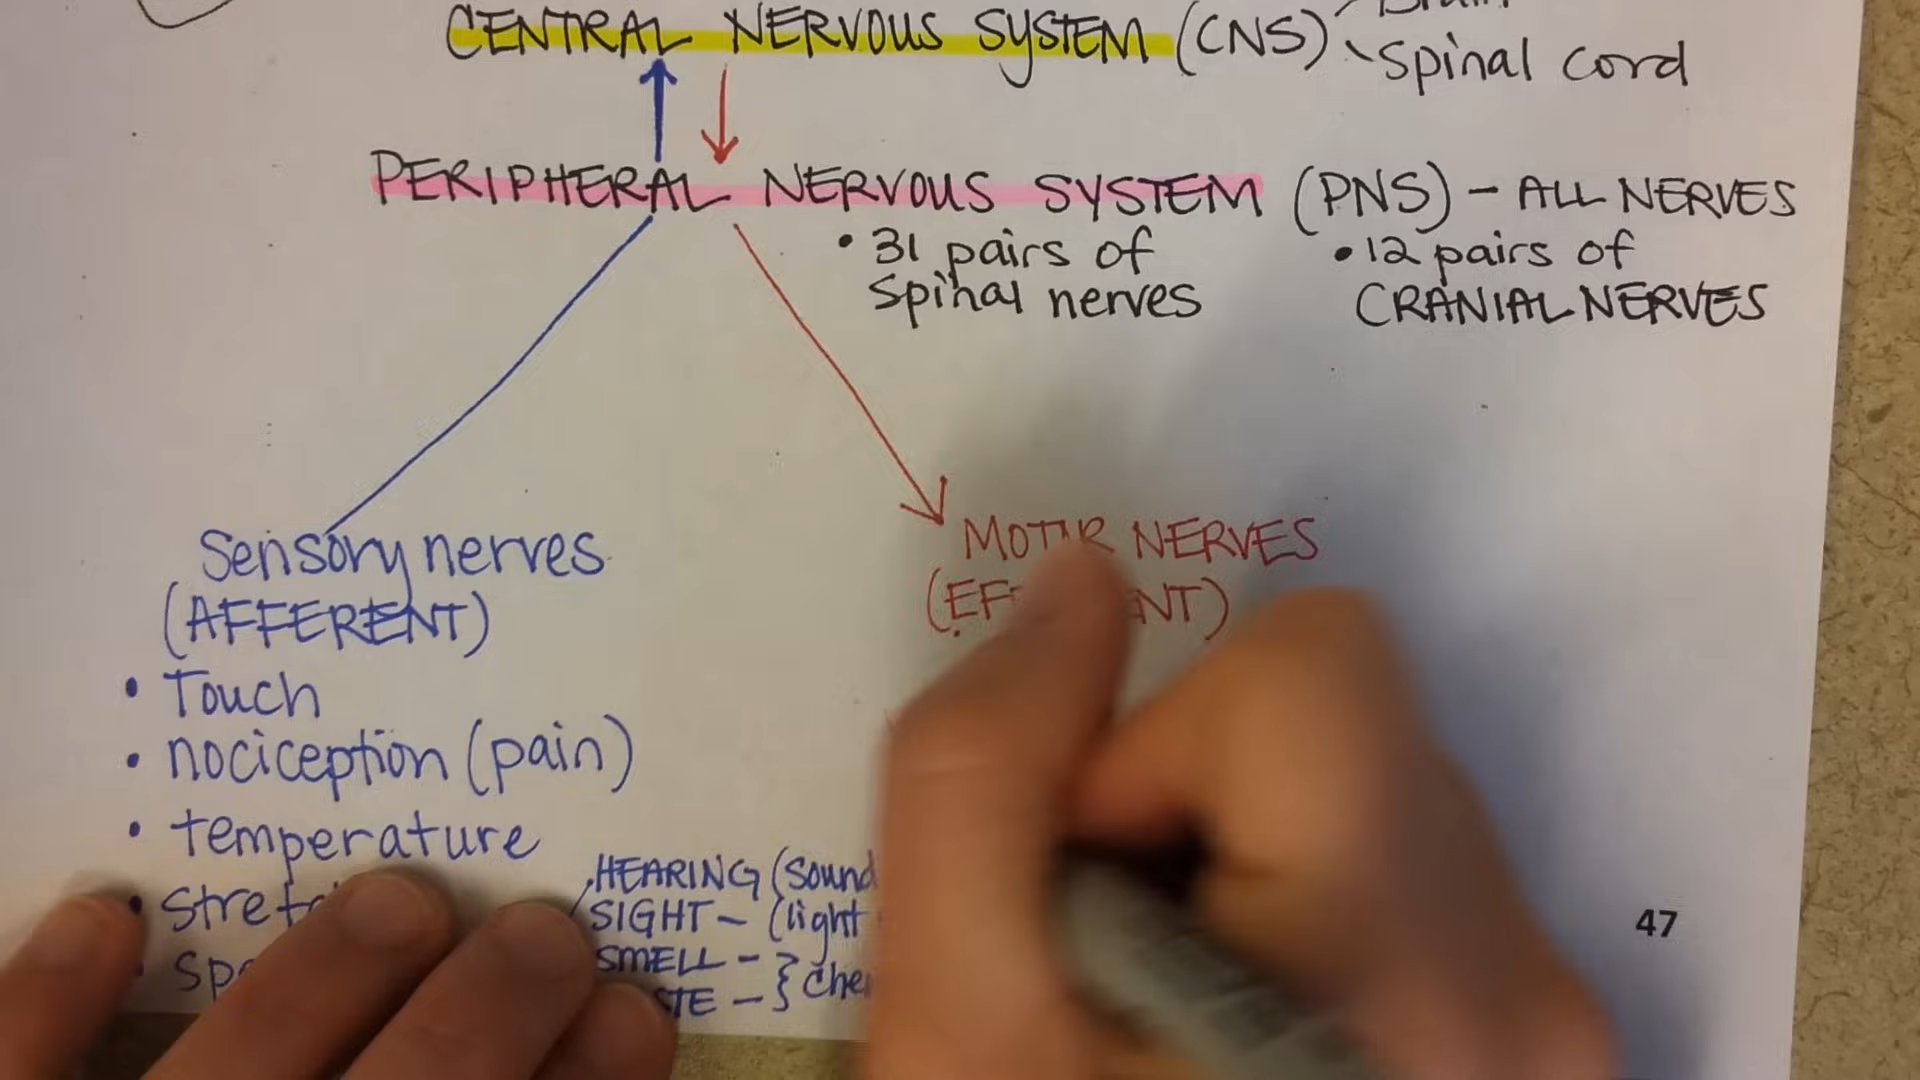 CENTRAL NERVOUS SYSTEM (CNS)
Spinal cord
PERIPHERAL NERVOUS SYSTEM (PNS) - ALL NERVES
• 31 pairs of
Spinal nerves
• 12 pairs of
CRANIAL NERVES
Sensory nerves
(AFFERENT)
• Touch
• nociception (pain)
• temperature
MOTOR NERVES
HEARING (Sound
SIGHT - (light
SMELL -
47